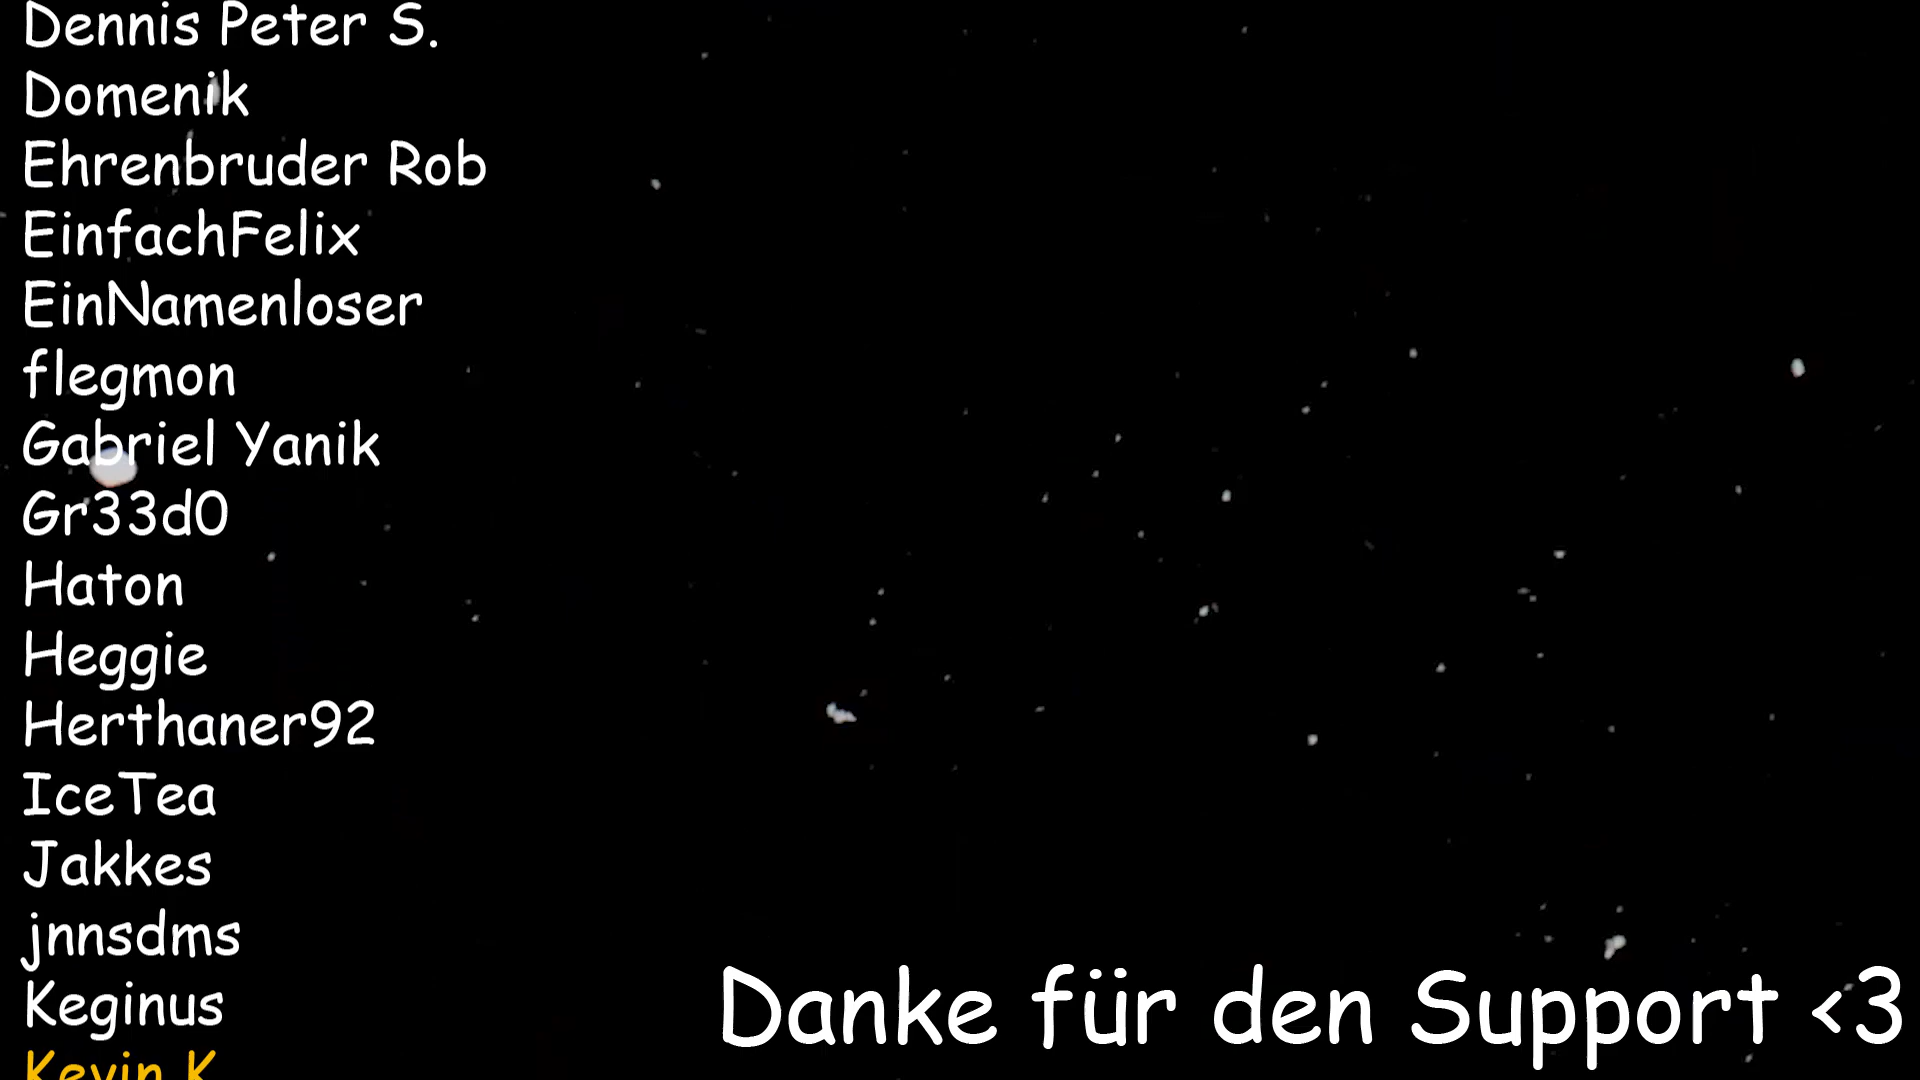 Dennis Peter S.
Domenik
Ehrenbruder Rob
EinfachFelix
EinNamenloser
flegmon
Gabriel Yanik
Gr33d0
Haton
Heggie
Herthaner92
IceTea
Jakkes
jnnsdms
Keginus
Kevin K
Danke für den Support <3